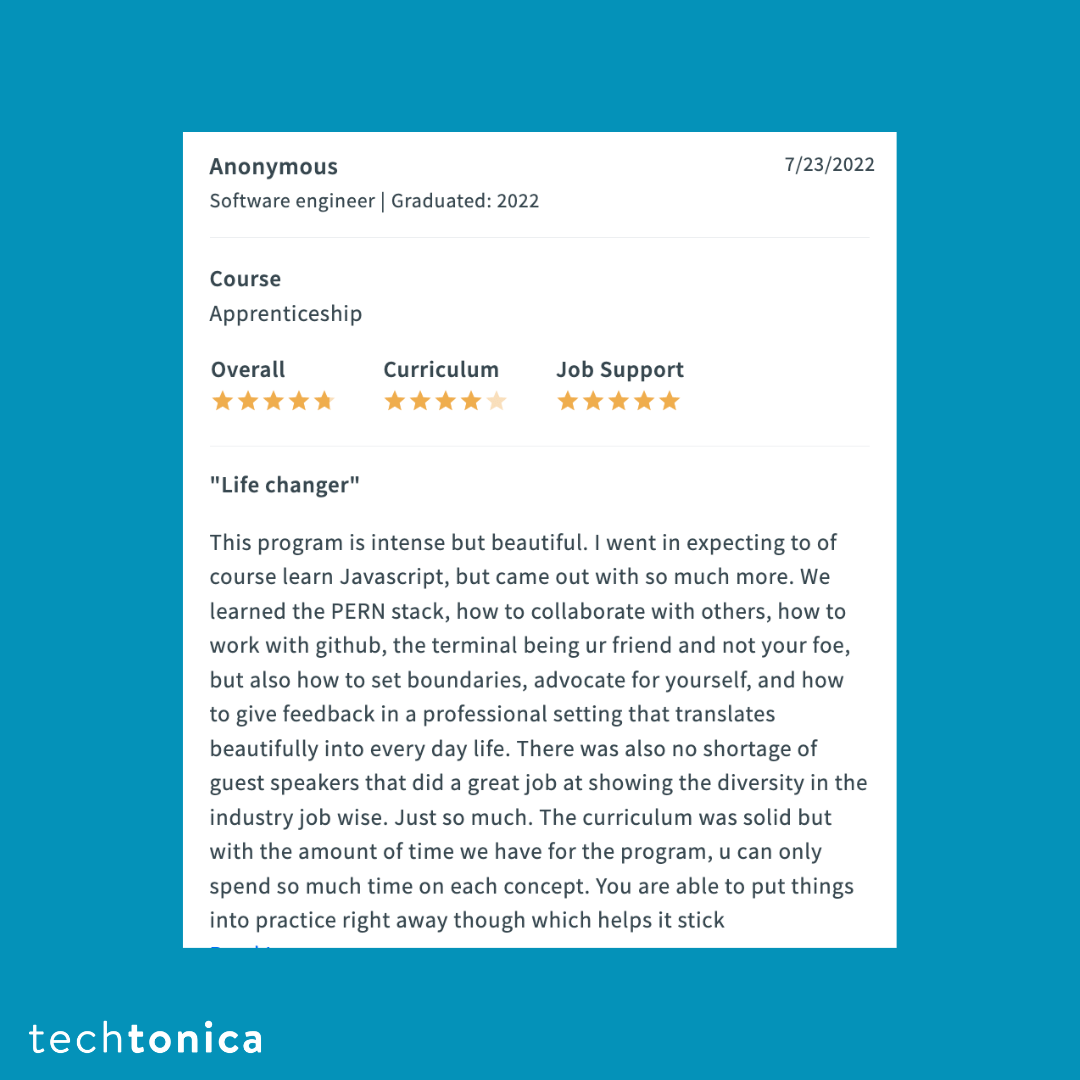 Anonymous
7/23/2022
Software engineer | Graduated: 2022
Course
Apprenticeship
Overall
Curriculum
Job Support
"Life changer"
This program is intense but beautiful. I went in expecting to of
course learn Javascript, but came out with so much more. We
learned the PERN stack, how to collaborate with others, how to
work with github, the terminal being ur friend and not your foe,
but also how to set boundaries, advocate for yourself, and how
to give feedback in a professional setting that translates
beautifully into every day life. There was also no shortage of
guest speakers that did a great job at showing the diversity in the
industry job wise. Just so much. The curriculum was solid but
with the amount of time we have for the program, u can only
spend so much time on each concept. You are able to put things
into practice right away though which helps it stick
techtonica